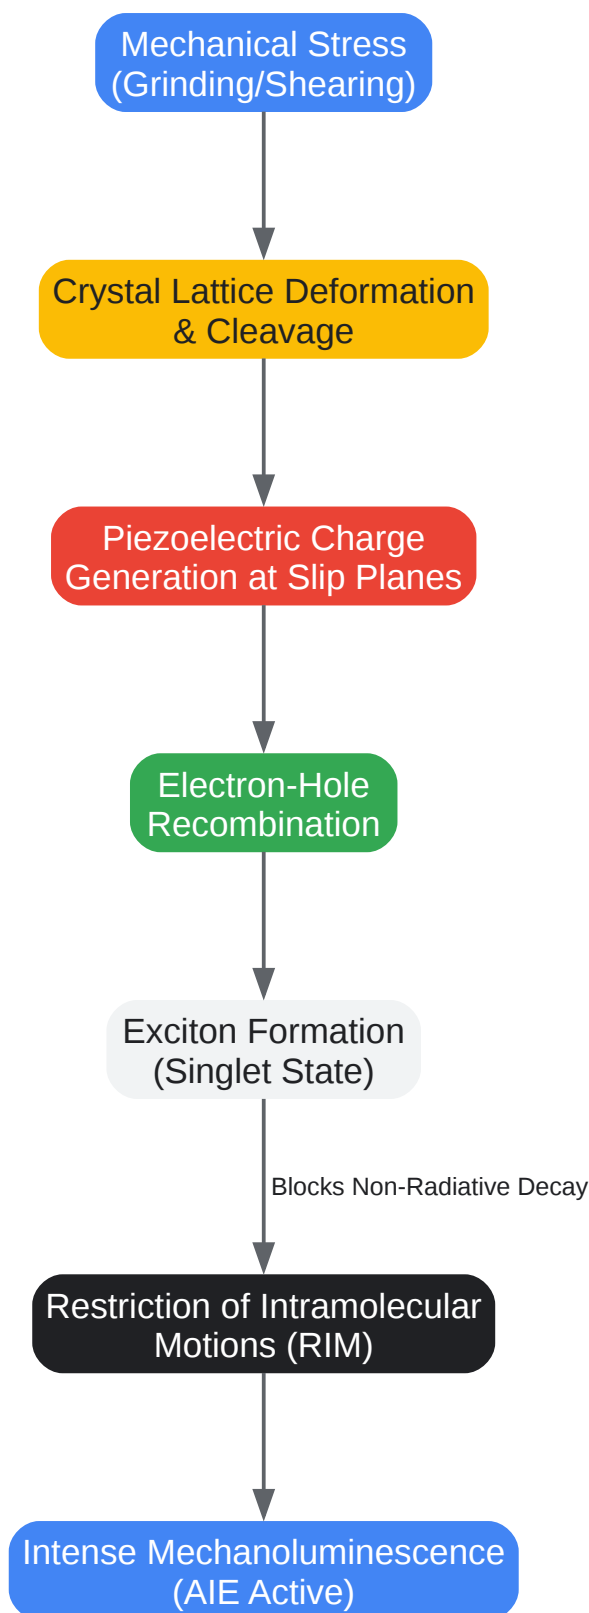 Mechanical Stress
(Grinding/Shearing)
Crystal Lattice Deformation
& Cleavage
Piezoelectric Charge
Generation at Slip Planes
Electron-Hole
Recombination
Exciton Formation
(Singlet State)
Blocks Non-Radiative Decay
Restriction of Intramolecular
Motions (RIM)
Intense Mechanoluminescence
(AIE Active)